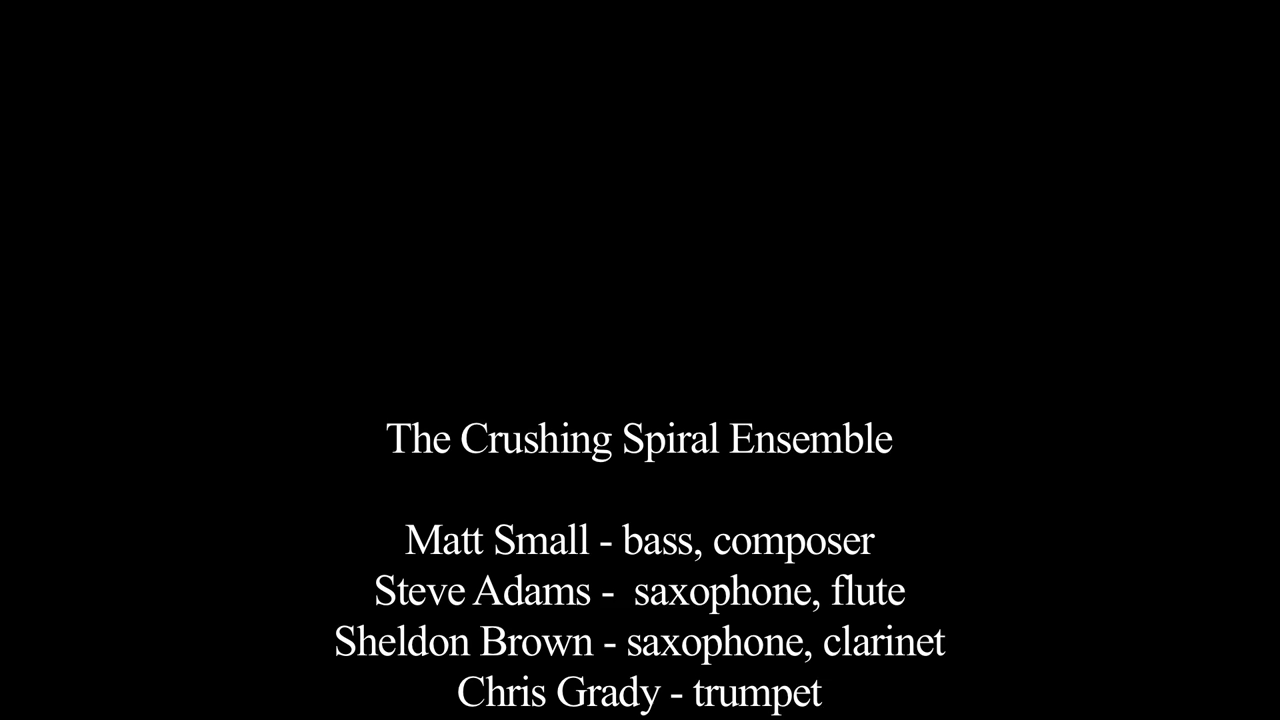 The Crushing Spiral Ensemble
Matt Small - bass, composer
Steve Adams -  saxophone, flute
Sheldon Brown - saxophone, clarinet
Chris Grady - trumpet